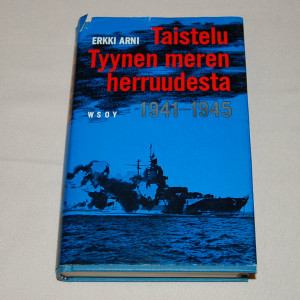 ERKKI ARNI
Taistelu
Tyynen meren
herruudesta
WSOY
1941-1945